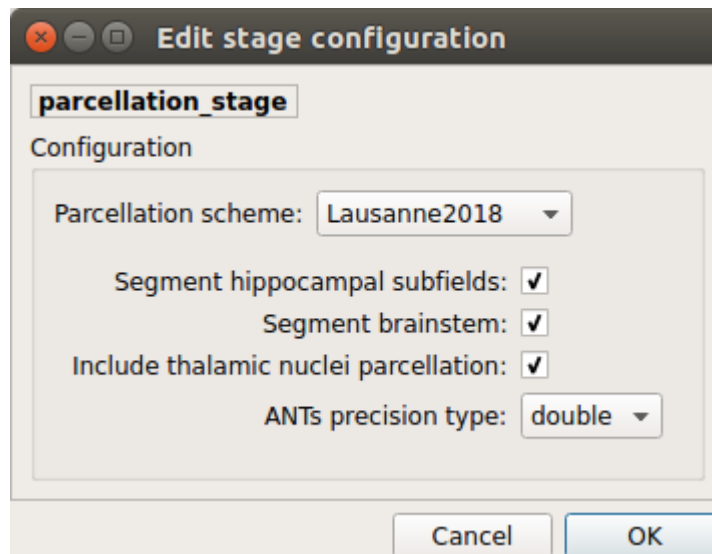 Edit stage configuration
parcellation_stage
Configuration
Parcellation scheme: Lausanne2018
Segment hippocampal subfields:
Segment brainstem:
Include thalamic nuclei parcellation:
ANTs precision type: double
Cancel OK